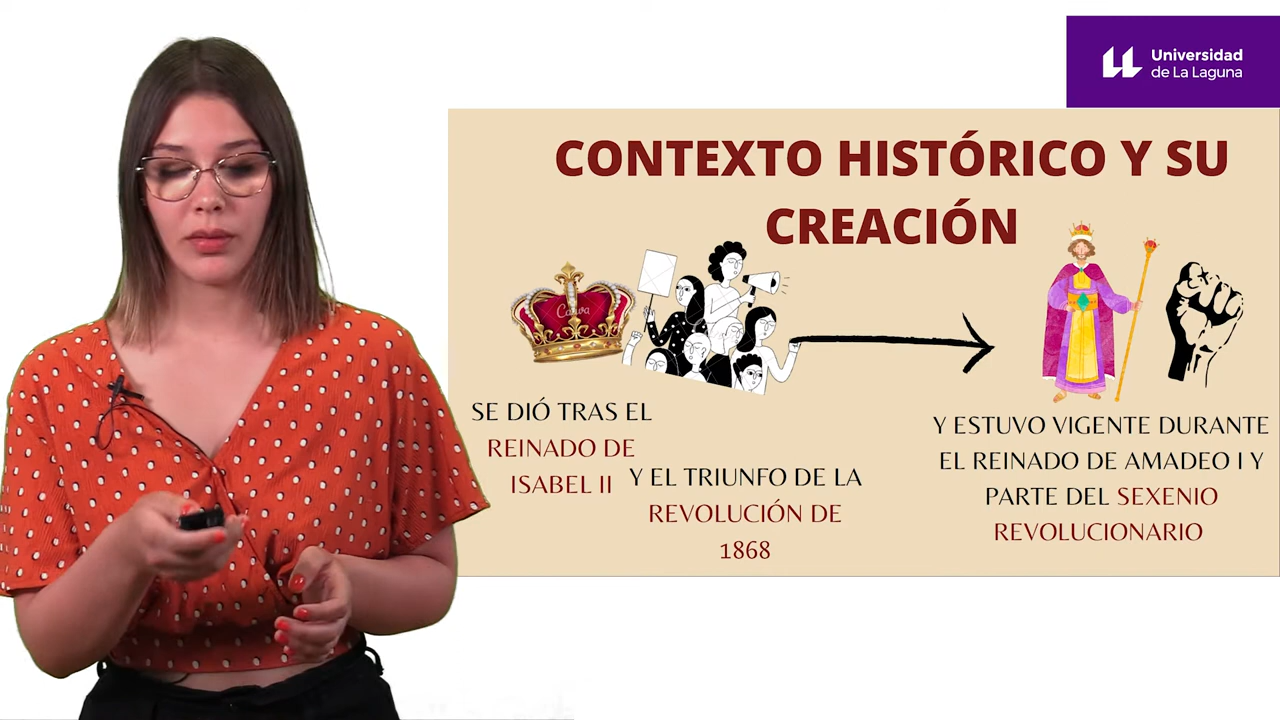 Universidad
de La Laguna
CONTEXTO HISTÓRICO Y SU
CREACIÓN
Canva
SE DIÓ TRAS EL
REINADO DE
ISABEL II
Y EL TRIUNFO DE LA
REVOLUCIÓN DE
1868
Y ESTUVO VIGENTE DURANTE
EL REINADO DE AMADEO I Y
PARTE DEL SEXENIO
REVOLUCIONARIO